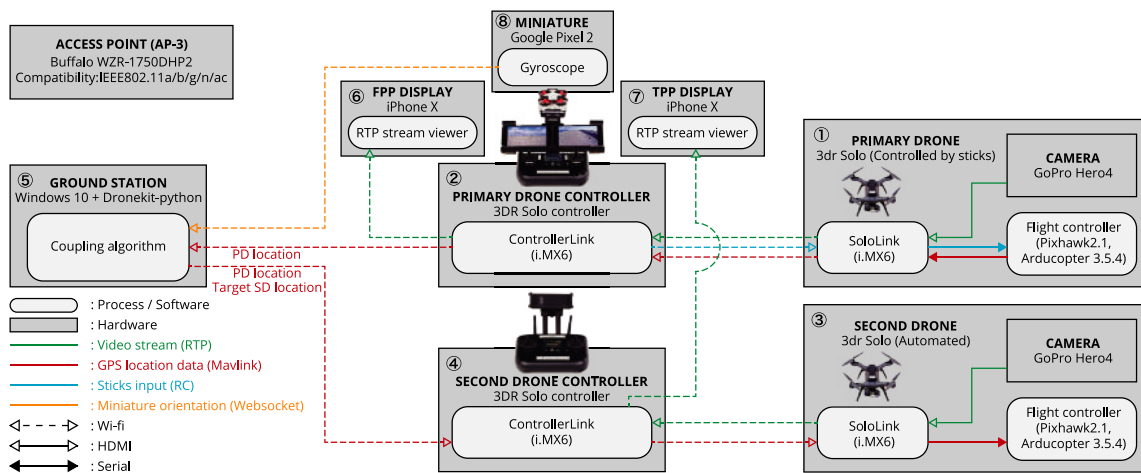 ACCESS POINT (AP-3)
Buffalo WZR-1750DHP2
Compatibility:IEEE802.11a/b/g/n/ac
⑧ MINIATURE
Google Pixel 2
Gyroscope
⑥ FPP DISPLAY
iPhone X
RTP stream viewer
⑦ TPP DISPLAY
iPhone X
RTP stream viewer
① PRIMARY DRONE
3dr Solo (Controlled by sticks)
SoloLink
(i.MX6)
CAMERA
GoPro Hero4
Flight controller
(Pixhawk2.1,
Arducopter 3.5.4)
⑤ GROUND STATION
Windows 10 + Dronekit-python
Coupling algorithm
② PRIMARY DRONE CONTROLLER
3DR Solo controller
ControllerLink
(i.MX6)
PD location
PD location
Target SD location
: Process / Software
: Hardware
: Video stream (RTP)
: GPS location data (Mavlink)
: Sticks input (RC)
: Miniature orientation (Websocket)
: Wi-fi
: HDMI
: Serial
④ SECOND DRONE CONTROLLER
3DR Solo controller
ControllerLink
(i.MX6)
③ SECOND DRONE
3dr Solo (Automated)
SoloLink
(i.MX6)
CAMERA
GoPro Hero4
Flight controller
(Pixhawk2.1,
Arducopter 3.5.4)